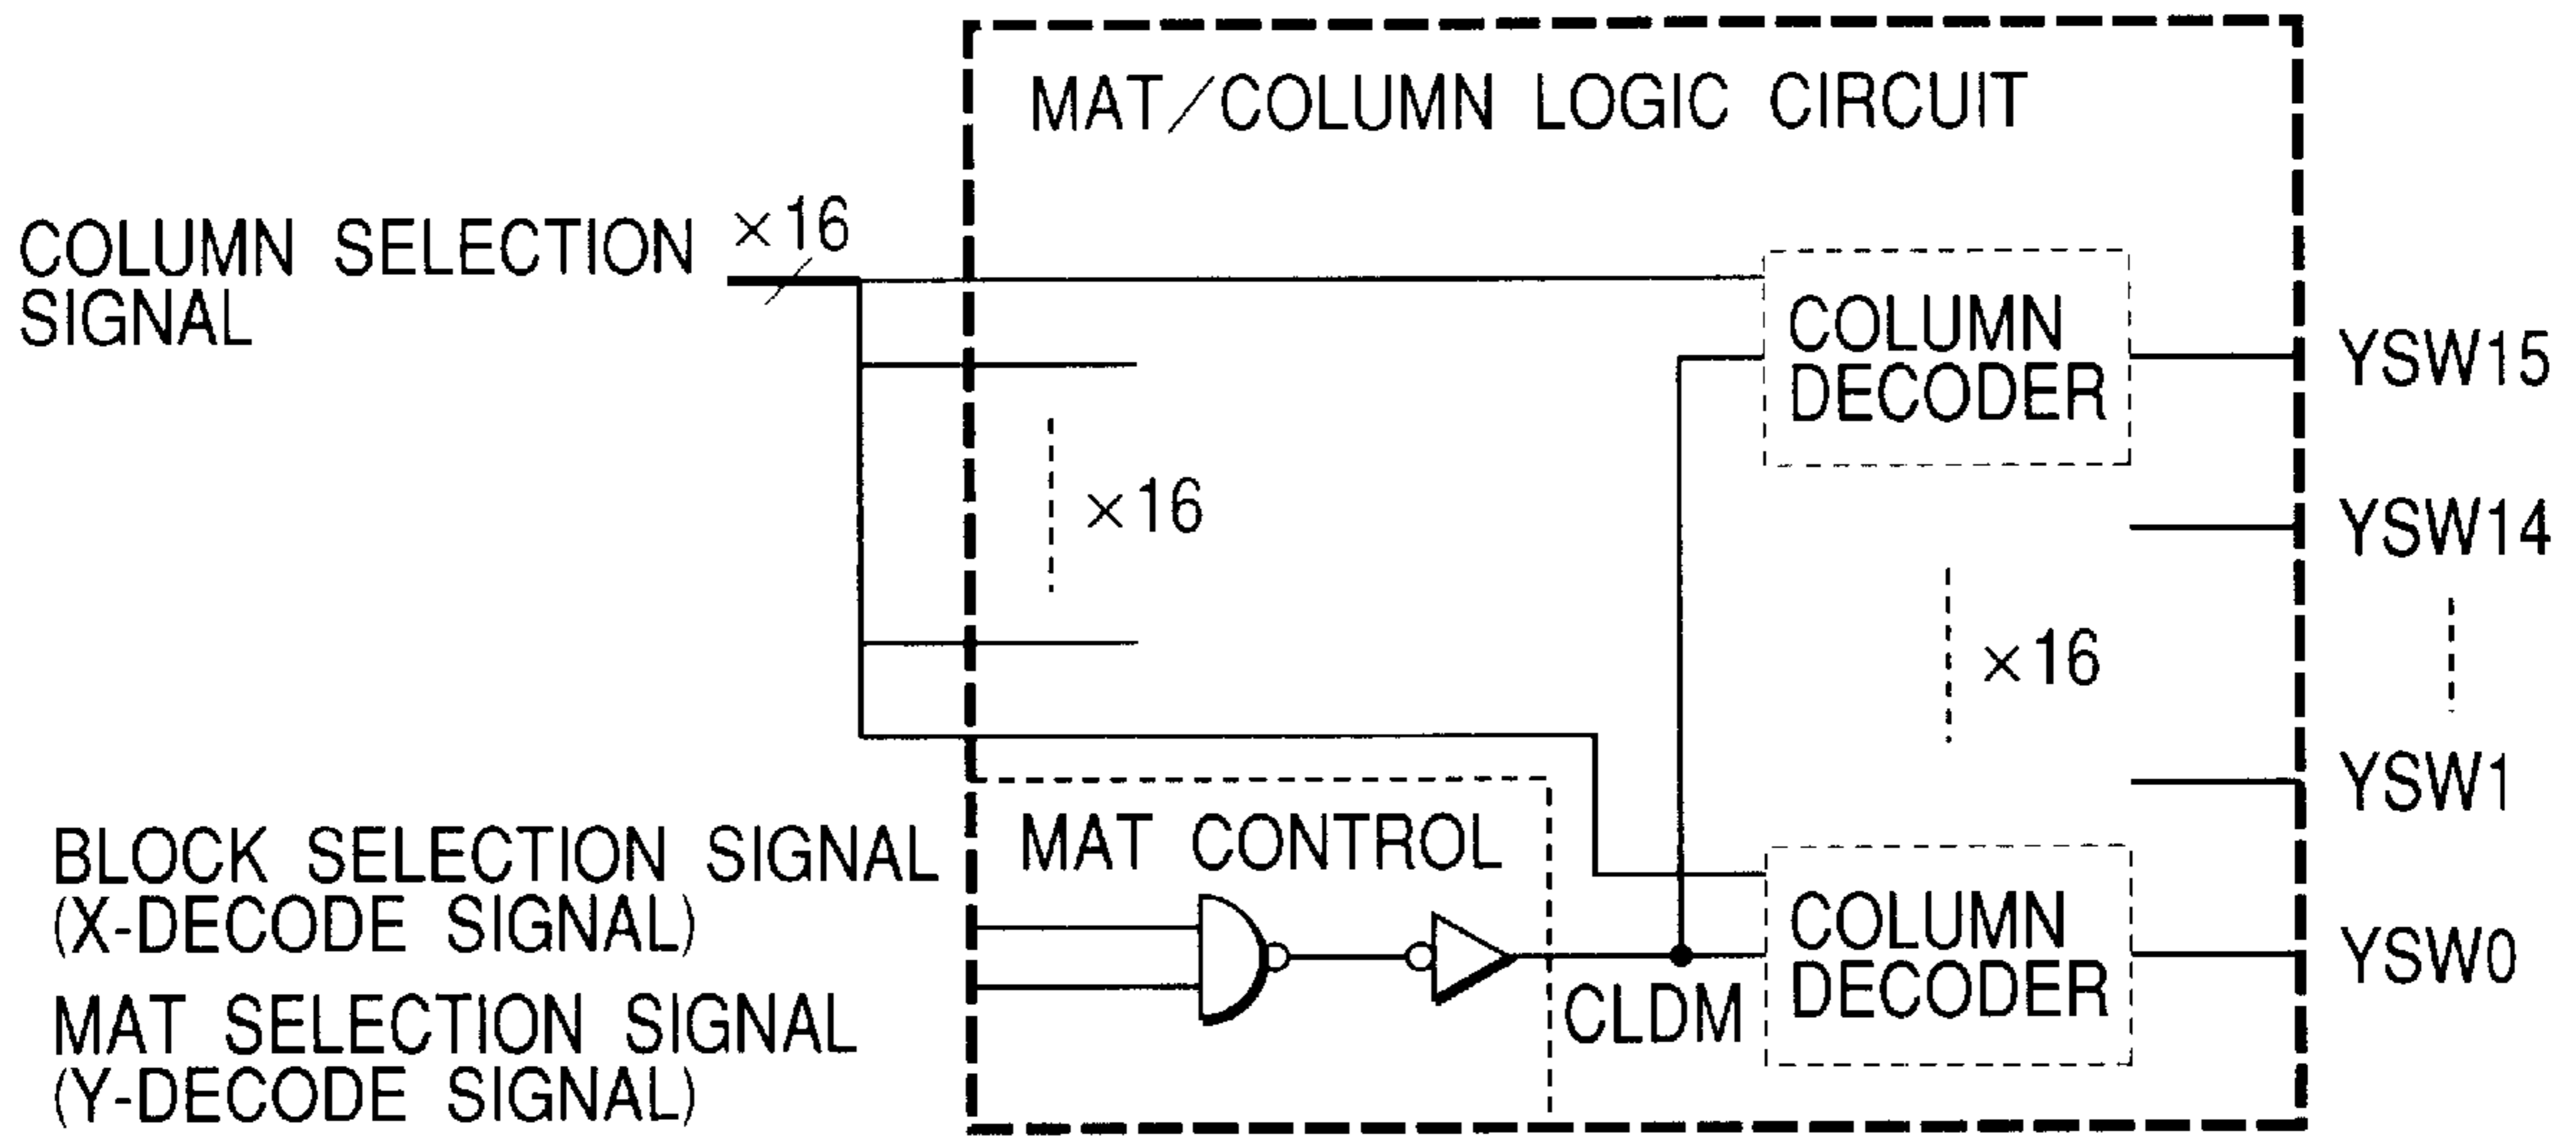 MAT/COLUMN LOGIC CIRCUIT
COLUMN SELECTION
SIGNAL
×16
COLUMN
DECODER
YSW15
×16
YSW14
×16
YSW1
BLOCK SELECTION SIGNAL
(X-DECODE SIGNAL)
MAT SELECTION SIGNAL
(Y-DECODE SIGNAL)
MAT CONTROL
CLDM
COLUMN
DECODER
YSW0